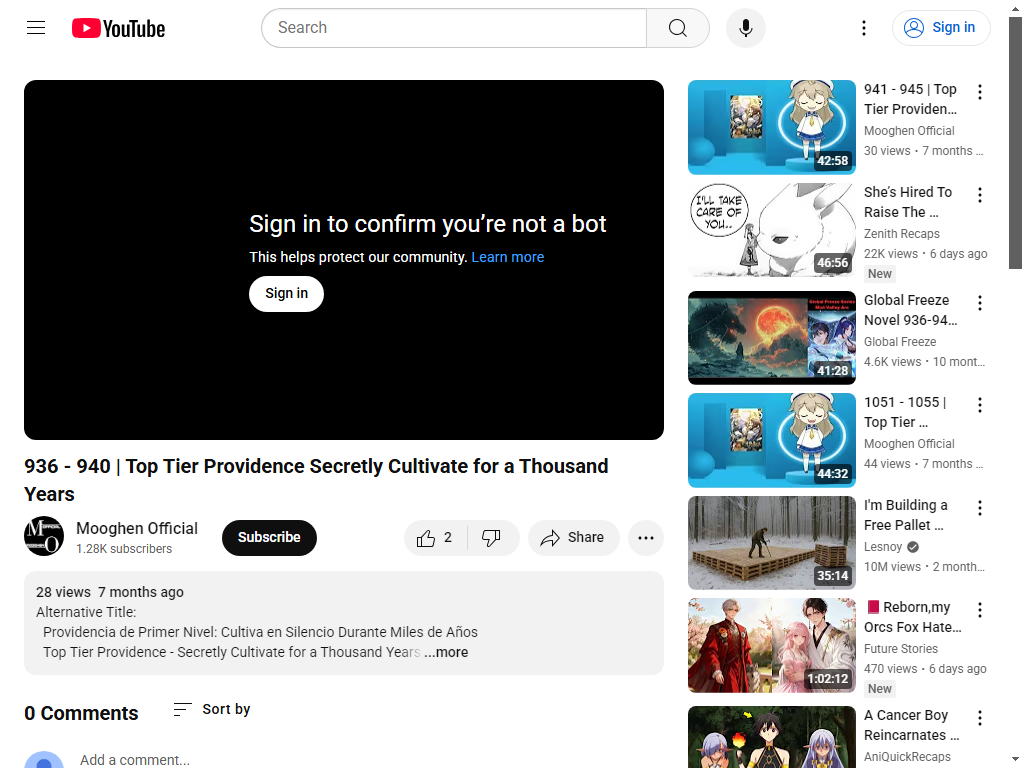 YouTube
Search
Sign in
Sign in to confirm you're not a bot
This helps protect our community. Learn more
Sign in
936 - 940 | Top Tier Providence Secretly Cultivate for a Thousand
Years
Mooghen Official
1.28K subscribers
Subscribe
2
Share
28 views 7 months ago
Alternative Title:
Providencia de Primer Nivel: Cultiva en Silencio Durante Miles de Años
Top Tier Providence - Secretly Cultivate for a Thousand Years ...more
0 Comments
Sort by
Add a comment...
42:58
941 - 945 | Top
Tier Providen...
Mooghen Official
30 views • 7 months ...
I'LL TAKE
CARE OF
YOU..
46:56
She's Hired To
Raise The ...
Zenith Recaps
22K views • 6 days ago
New
Global Freeze Series
Mist Valley Arc
41:28
Global Freeze
Novel 936-94...
Global Freeze
4.6K views • 10 mont...
44:32
1051 - 1055 |
Top Tier ...
Mooghen Official
44 views • 7 months ...
35:14
I'm Building a
Free Pallet ...
Lesnoy
10M views • 2 month...
1:02:12
📕 Reborn,my
Orcs Fox Hate...
Future Stories
470 views • 6 days ago
New
A Cancer Boy
Reincarnates ...
AniQuickRecaps